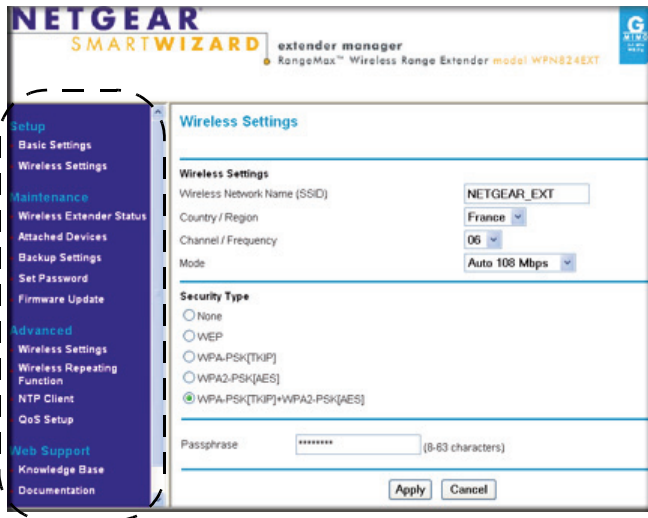 NETGEAR®
SMARTWIZARD
extender manager
RangeMax™ Wireless Range Extender model WPN824EXT
G
MIMO
Setup
Basic Settings
Wireless Settings
Maintenance
Wireless Extender Status
Attached Devices
Backup Settings
Set Password
Firmware Update
Advanced
Wireless Settings
Wireless Repeating
Function
NTP Client
QoS Setup
Web Support
Knowledge Base
Documentation
Wireless Settings
Wireless Settings
Wireless Network Name (SSID) NETGEAR_EXT
Country / Region France
Channel / Frequency 06
Mode Auto 108 Mbps
Security Type
None
WEP
WPA-PSK[TKIP]
WPA2-PSK[AES]
WPA-PSK[TKIP]+WPA2-PSK[AES]
Passphrase ******** (8-63 characters)
Apply Cancel